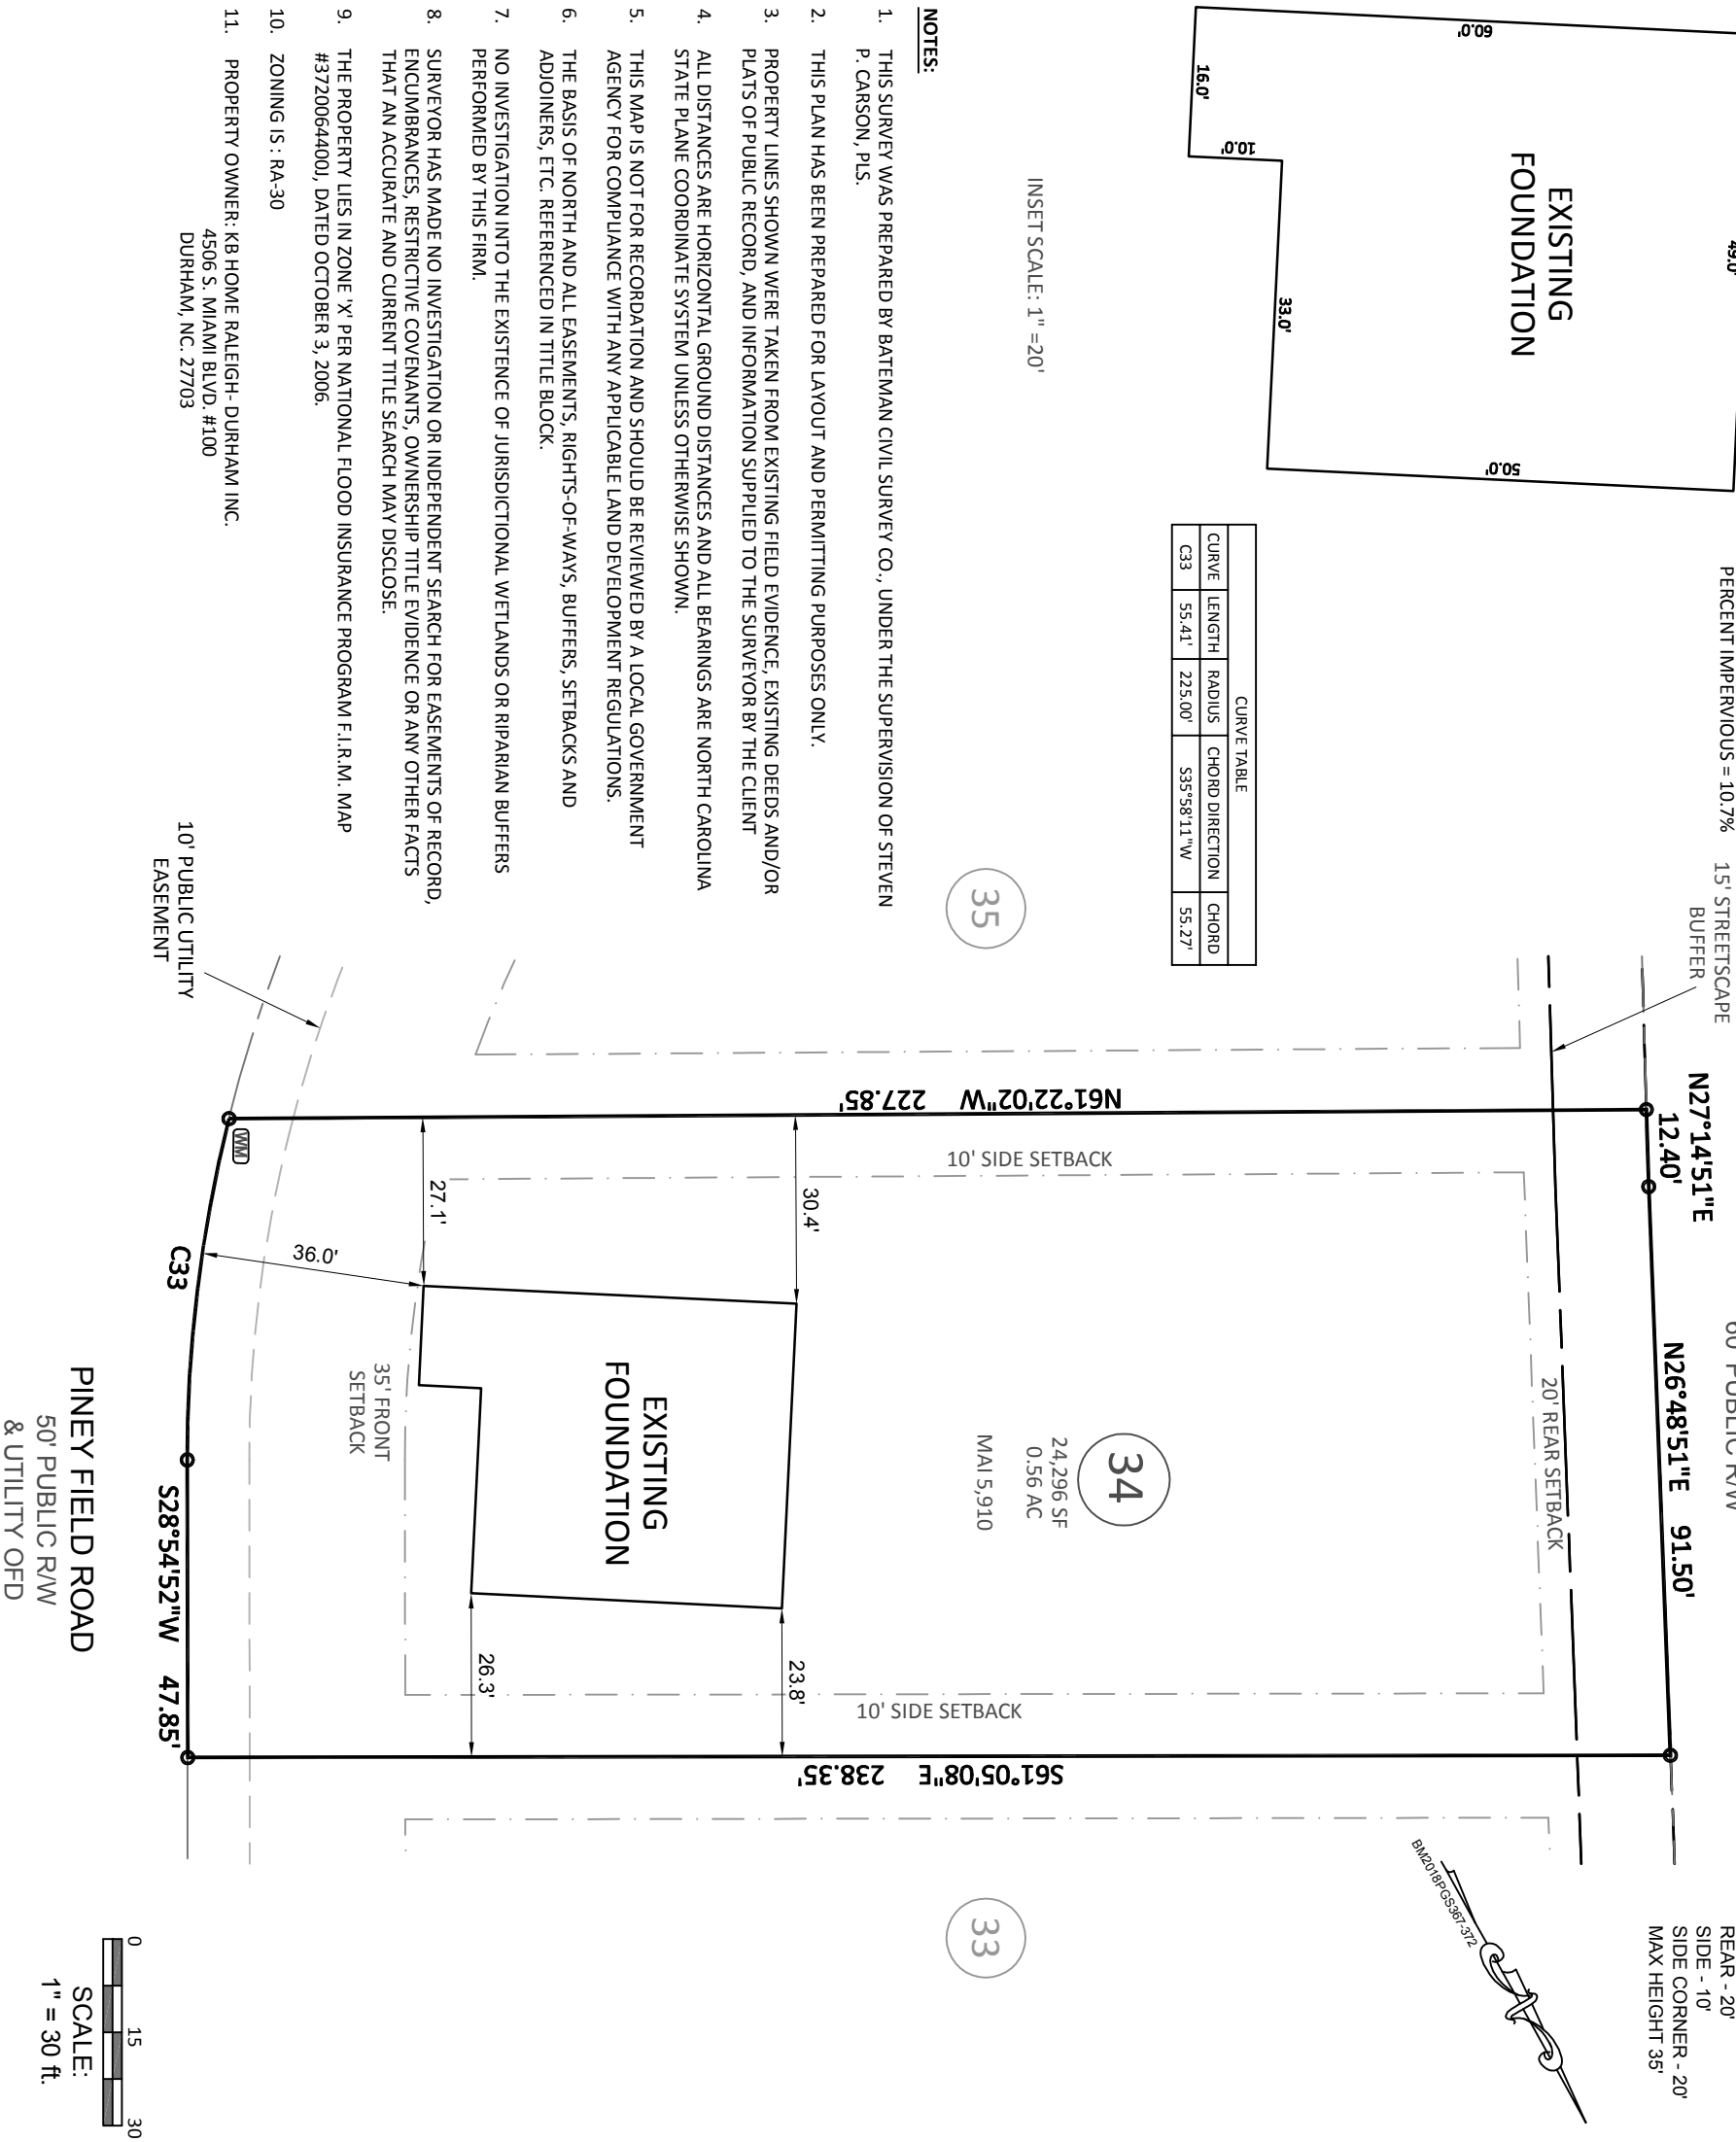 PERCENT IMPERVIOUS = 10.7%
REAR - 20'
SIDE - 10'
SIDE CORNER - 20'
MAX HEIGHT 35'
60' PUBLIC R/W
15' STREETSCAPE
BUFFER
N27°14'51"E
12.40'
N26°48'51"E 91.50'
49.0'
60.0'
EXISTING
FOUNDATION
50.0'
16.0'
10.0'
33.0'
INSET SCALE: 1" =20'
CURVE TABLE
CURVE LENGTH RADIUS CHORD DIRECTION CHORD
C33 55.41' 225.00' S35°58'11"W 55.27'
20' REAR SETBACK
BM2018PGS367-372
35
34
24,296 SF
0.56 AC
MAI 5,910
33
N61°22'02"W 227.85'
10' SIDE SETBACK
10' SIDE SETBACK
S61°05'08"E 238.35'
30.4'
23.8'
EXISTING
FOUNDATION
27.1'
26.3'
36.0'
35' FRONT
SETBACK
WM
C33
S28°54'52"W 47.85'
10' PUBLIC UTILITY
EASEMENT
PINEY FIELD ROAD
50' PUBLIC R/W
& UTILITY OFD
NOTES:
1. THIS SURVEY WAS PREPARED BY BATEMAN CIVIL SURVEY CO., UNDER THE SUPERVISION OF STEVEN
P. CARSON, PLS.
2. THIS PLAN HAS BEEN PREPARED FOR LAYOUT AND PERMITTING PURPOSES ONLY.
3. PROPERTY LINES SHOWN WERE TAKEN FROM EXISTING FIELD EVIDENCE, EXISTING DEEDS AND/OR
PLATS OF PUBLIC RECORD, AND INFORMATION SUPPLIED TO THE SURVEYOR BY THE CLIENT
4. ALL DISTANCES ARE HORIZONTAL GROUND DISTANCES AND ALL BEARINGS ARE NORTH CAROLINA
STATE PLANE COORDINATE SYSTEM UNLESS OTHERWISE SHOWN.
5. THIS MAP IS NOT FOR RECORDATION AND SHOULD BE REVIEWED BY A LOCAL GOVERNMENT
AGENCY FOR COMPLIANCE WITH ANY APPLICABLE LAND DEVELOPMENT REGULATIONS.
6. THE BASIS OF NORTH AND ALL EASEMENTS, RIGHTS-OF-WAYS, BUFFERS, SETBACKS AND
ADJOINERS, ETC. REFERENCED IN TITLE BLOCK.
7. NO INVESTIGATION INTO THE EXISTENCE OF JURISDICTIONAL WETLANDS OR RIPARIAN BUFFERS
PERFORMED BY THIS FIRM.
8. SURVEYOR HAS MADE NO INVESTIGATION OR INDEPENDENT SEARCH FOR EASEMENTS OF RECORD,
ENCUMBRANCES, RESTRICTIVE COVENANTS, OWNERSHIP TITLE EVIDENCE OR ANY OTHER FACTS
THAT AN ACCURATE AND CURRENT TITLE SEARCH MAY DISCLOSE.
9. THE PROPERTY LIES IN ZONE 'X' PER NATIONAL FLOOD INSURANCE PROGRAM F.I.R.M. MAP
#3720064400J, DATED OCTOBER 3, 2006.
10. ZONING IS : RA-30
11. PROPERTY OWNER: KB HOME RALEIGH- DURHAM INC.
4506 S. MIAMI BLVD. #100
DURHAM, NC. 27703
0 15 30
SCALE:
1" = 30 ft.